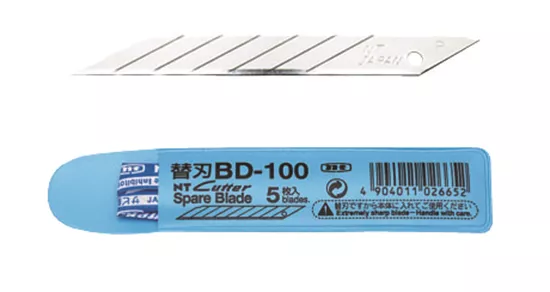 NT
JAPAN
替刃BD-100
NT Cutter
Spare Blade
5枚入
blades.
4 904011 026652
替刃ですから本体に入れてご使用ください
Extremely sharp blade-Handle with care.